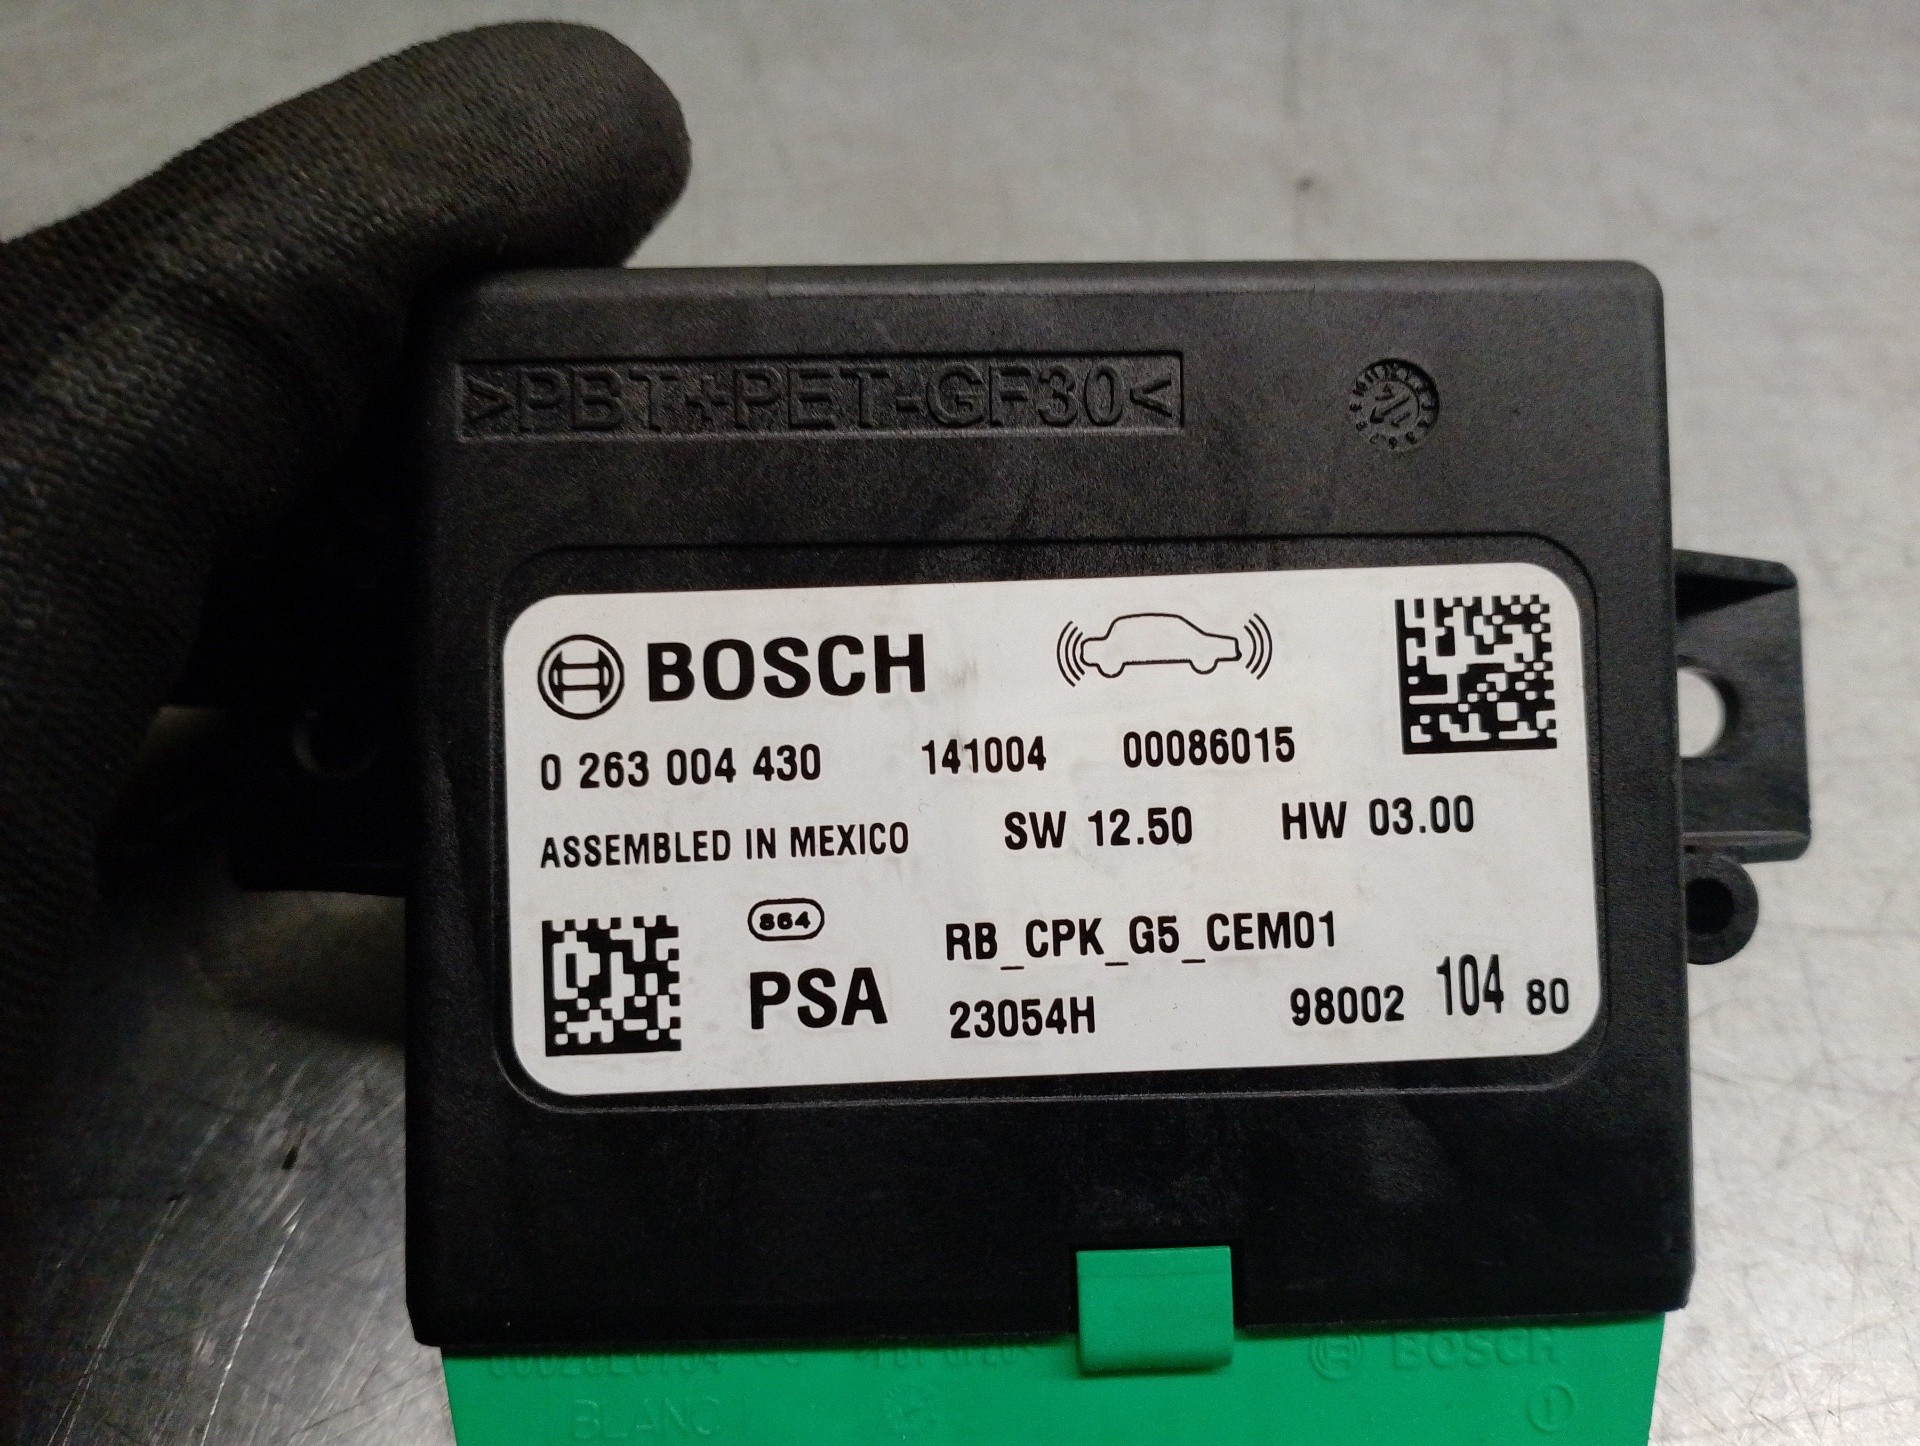 >PBT+PET-GF30<
BOSCH
0 263 004 430 141004 00086015
ASSEMBLED IN MEXICO SW 12.50 HW 03.00
864
RB_CPK_G5_CEM01
PSA
23054H 98002 104 80
BOSCH
BLANC